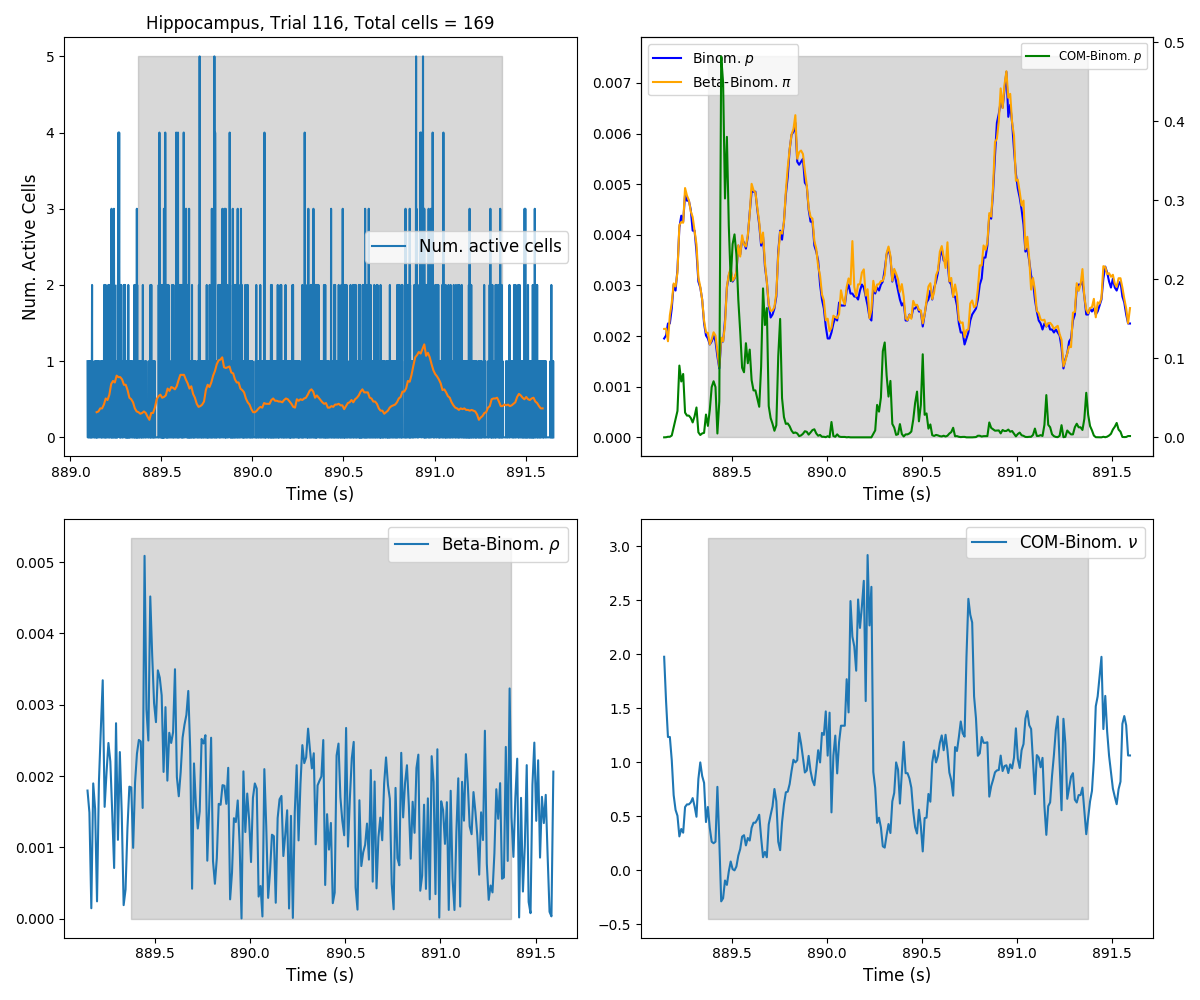 Hippocampus, Trial 116, Total cells = 169
Num. Active Cells
5
4
3
2
1
0
Num. active cells
889.0 889.5 890.0 890.5 891.0 891.5
Time (s)
Binom. p
Beta-Binom. π
COM-Binom. p
0.007
0.006
0.005
0.004
0.003
0.002
0.001
0.000
0.5
0.4
0.3
0.2
0.1
0.0
889.5 890.0 890.5 891.0 891.5
Time (s)
Beta-Binom. ρ
0.005
0.004
0.003
0.002
0.001
0.000
889.5 890.0 890.5 891.0 891.5
Time (s)
COM-Binom. ν
3.0
2.5
2.0
1.5
1.0
0.5
0.0
−0.5
889.5 890.0 890.5 891.0 891.5
Time (s)